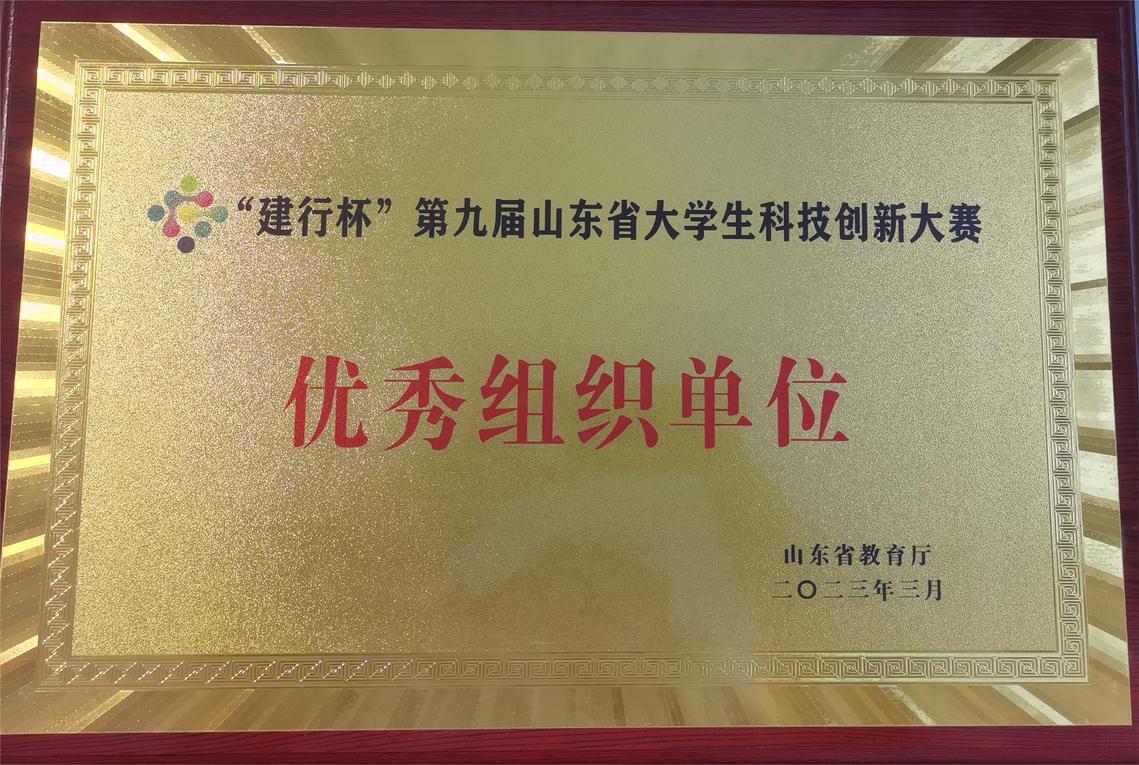 “建行杯”第九届山东省大学生科技创新大赛
优秀组织单位
山东省教育厅
二〇二三年三月